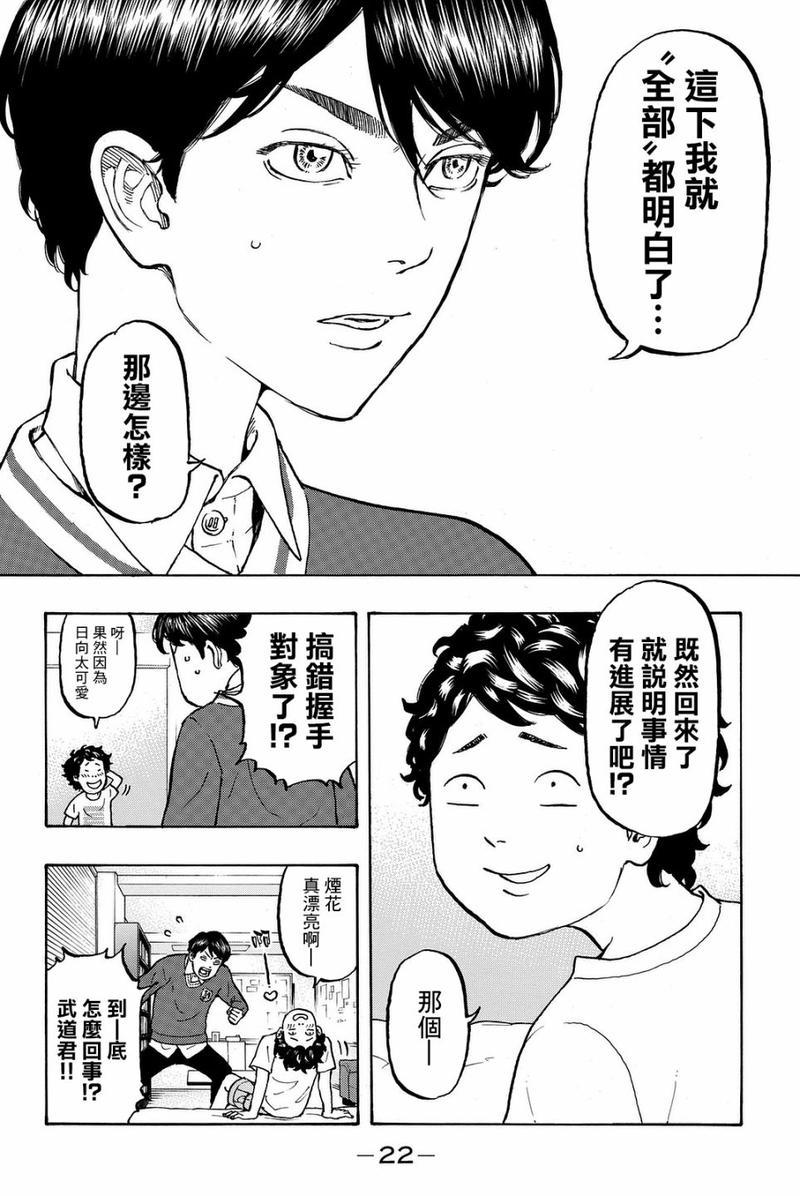 這下我就
〝全部〞都明白了…
那邊怎樣？
既然回來了
就説明事情
有進展了吧!?
那個—
搞錯握手
對象了!?
呀—
果然因為
日向太可愛
煙花
真漂亮啊—
到—底
怎麼回事!?
武道君!!
—22—